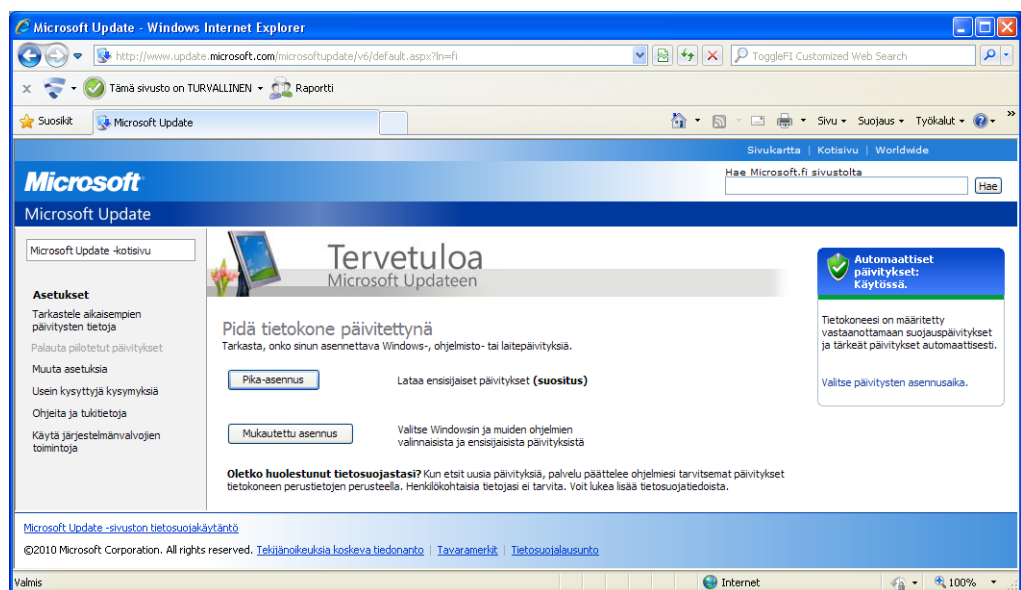 Microsoft Update - Windows Internet Explorer
http://www.update.microsoft.com/microsoftupdate/v6/default.aspx?ln=fi
ToggleFI Customized Web Search
x
Tämä sivusto on TURVALLINEN
Raportti
Suosikit
Microsoft Update
Sivu
Suojaus
Työkalut
»
Sivukartta | Kotisivu | Worldwide
Microsoft
Hae Microsoft.fi sivustolta
Hae
Microsoft Update
Microsoft Update -kotisivu
Asetukset
Tarkastele aikaisempien
päivitysten tietoja
Palauta piilotetut päivitykset
Muuta asetuksia
Usein kysyttyjä kysymyksiä
Ohjeita ja tukitietoja
Käytä järjestelmänvalvojien
toimintoja
Tervetuloa
Microsoft Updateen
Pidä tietokone päivitettynä
Tarkasta, onko sinun asennettava Windows-, ohjelmisto- tai laitepäivityksiä.
Pika-asennus
Lataa ensisijaiset päivitykset (suositus)
Mukautettu asennus
Valitse Windowsin ja muiden ohjelmien
valinnaisista ja ensisijaisista päivityksistä
Oletko huolestunut tietosuojastasi? Kun etsit uusia päivityksiä, palvelu päättelee ohjelmiesi tarvitsemat päivitykset
tietokoneen perustietojen perusteella. Henkilökohtaisia tietojasi ei tarvita. Voit lukea lisää tietosuojatiedoista.
Automaattiset
päivitykset:
Käytössä.
Tietokoneesi on määritetty
vastaanottamaan suojauspäivitykset
ja tärkeät päivitykset automaattisesti.
Valitse päivitysten asennusaika.
Microsoft Update -sivuston tietosuojakäytäntö
©2010 Microsoft Corporation. All rights reserved. Tekijänoikeuksia koskeva tiedonanto | Tavaramerkit | Tietosuojalausunto
Valmis
Internet
100%